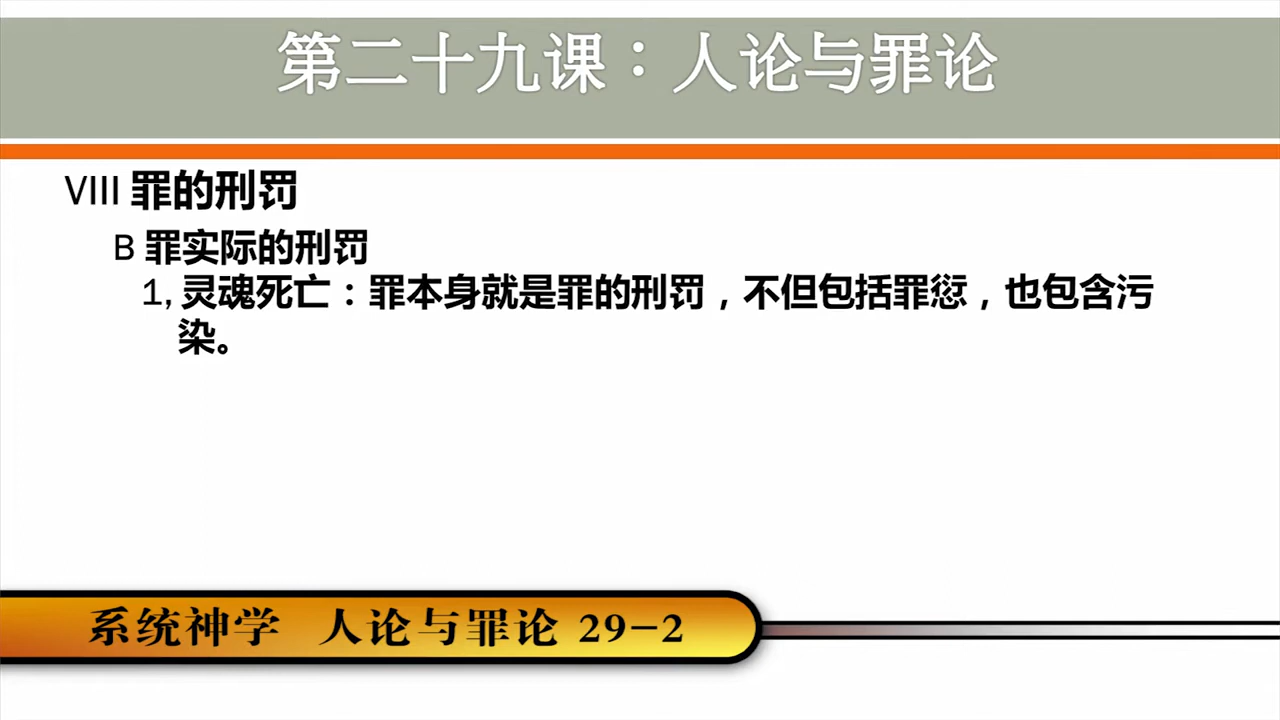 第二十九课：人论与罪论
VIII 罪的刑罚
B 罪实际的刑罚
1, 灵魂死亡：罪本身就是罪的刑罚，不但包括罪愆，也包含污
染。
系统神学 人论与罪论 29-2